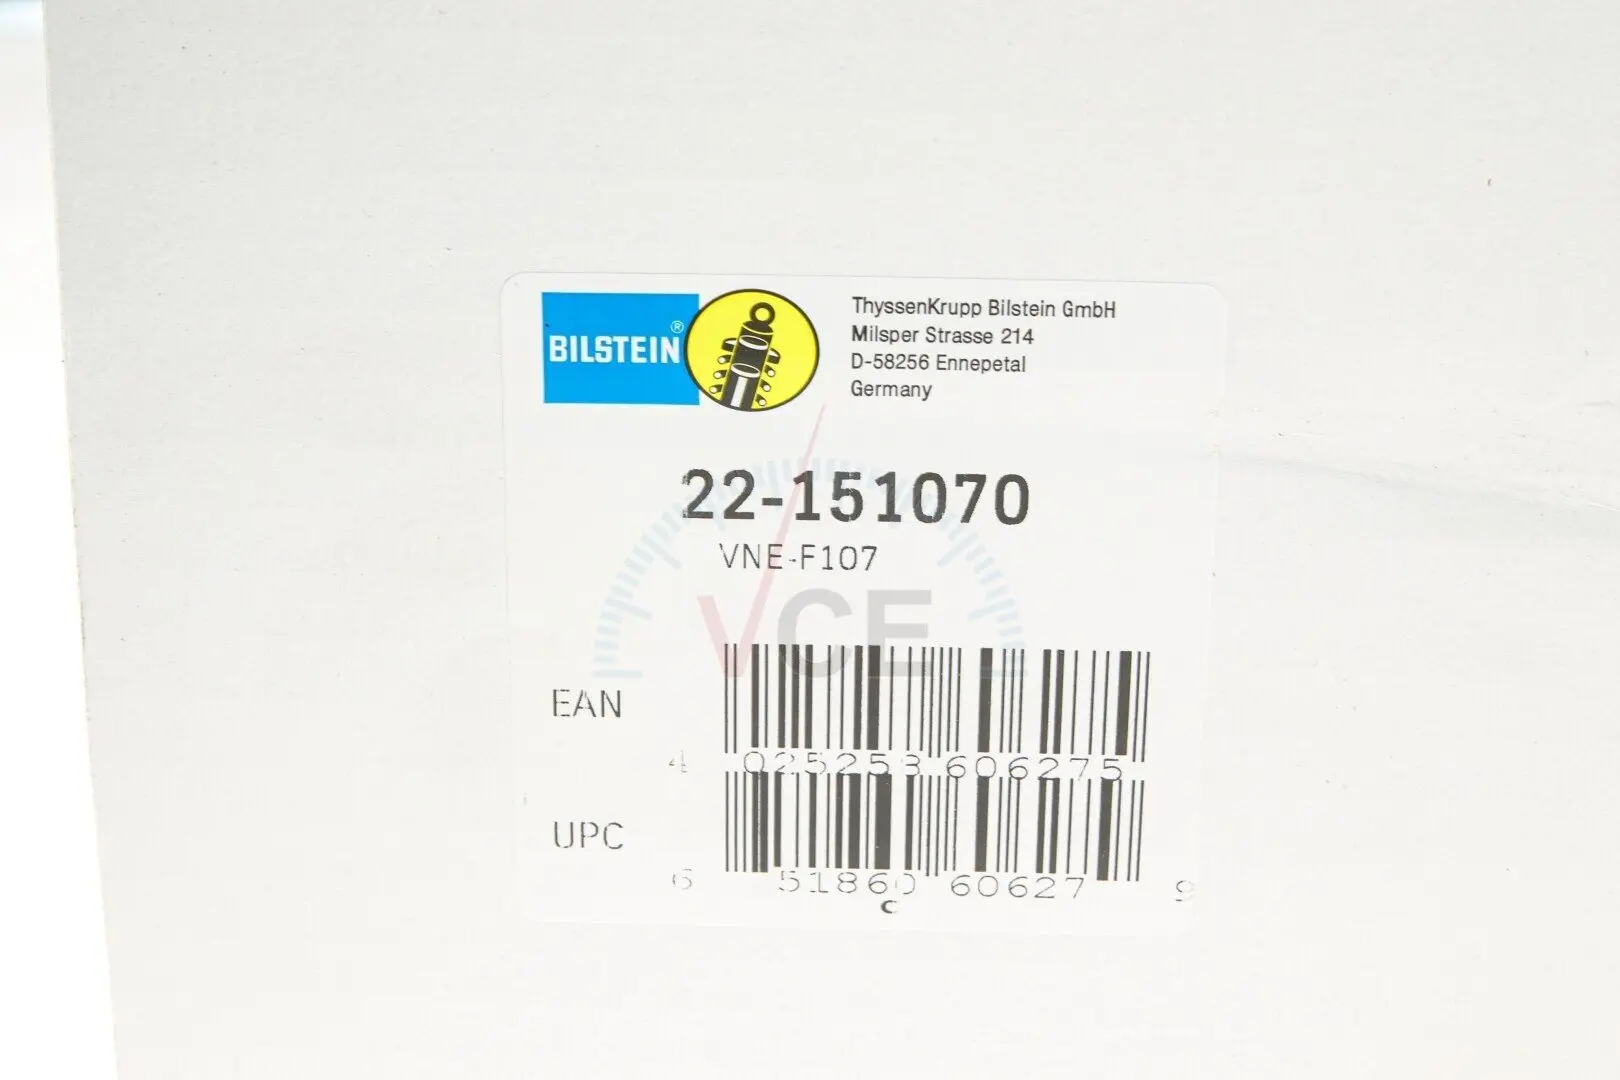 BILSTEIN®
ThyssenKrupp Bilstein GmbH
Milsper Strasse 214
D-58256 Ennepetal
Germany
22-151070
VNE-F107
VCE
EAN
4 025258 606275
UPC
6 51860 60627 9
C